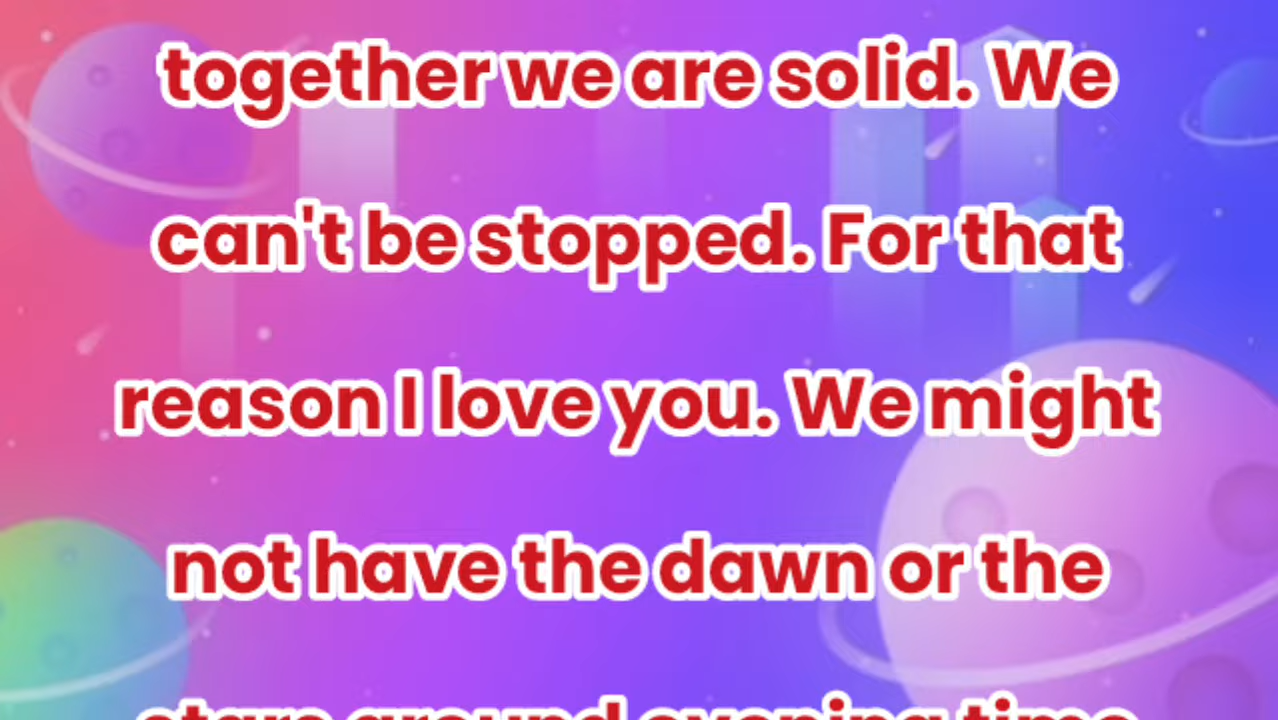 together we are solid. We
can't be stopped. For that
reason I love you. We might
not have the dawn or the
stars around evening time